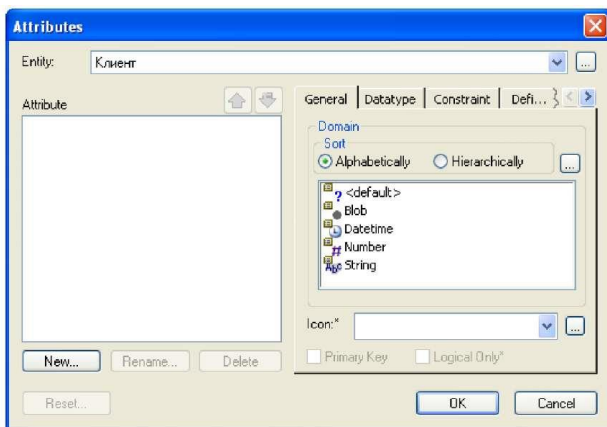 Attributes
Entity: Клиент ...
Attribute
General Datatype Constraint Defi...
Domain
Sort
Alphabetically Hierarchically ...
<default>
Blob
Datetime
Number
String
Icon:* ...
New... Rename... Delete
Primary Key Logical Only*
Reset... OK Cancel